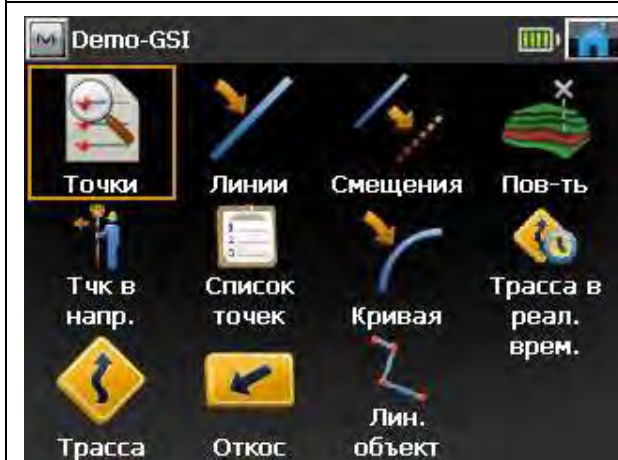 Demo-GSI
Точки
Линии
Смещения
Пов-ть
Тчк в
напр.
Список
точек
Кривая
Трасса в
реал.
врем.
Трасса
Откос
Лин.
объект